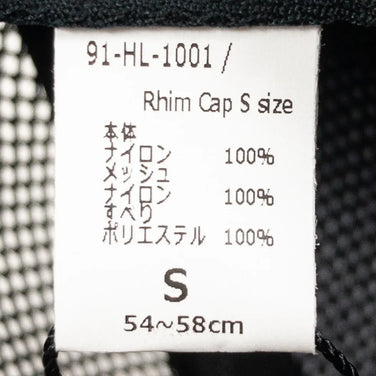 91-HL-1001 /
Rhim Cap S size
本体
ナイロン 100%
メッシュ
ナイロン 100%
すべり
ポリエステル 100%
S
54~58cm